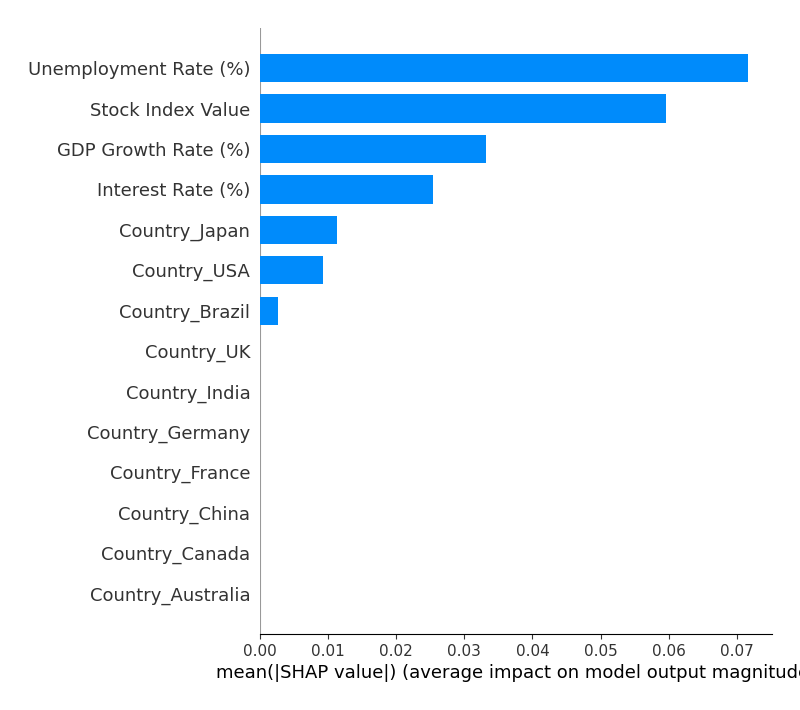 Unemployment Rate (%)
Stock Index Value
GDP Growth Rate (%)
Interest Rate (%)
Country_Japan
Country_USA
Country_Brazil
Country_UK
Country_India
Country_Germany
Country_France
Country_China
Country_Canada
Country_Australia
0.00 0.01 0.02 0.03 0.04 0.05 0.06 0.07
mean(|SHAP value|) (average impact on model output magnitude